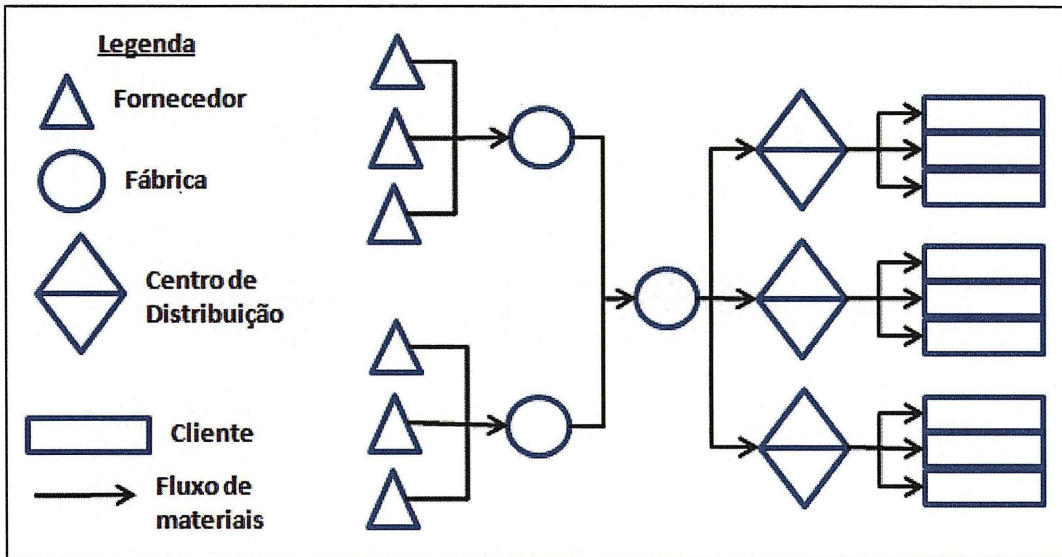 Legenda
Fornecedor
Fábrica
Centro de
Distribuição
Cliente
Fluxo de
materiais